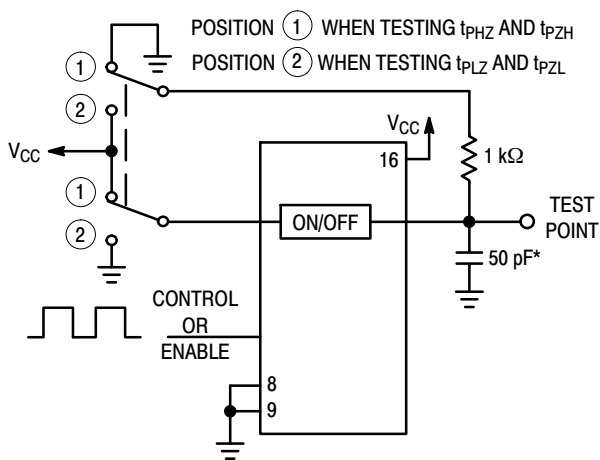 POSITION 1 WHEN TESTING tPHZ AND tPZH
POSITION 2 WHEN TESTING tPLZ AND tPZL
1
2
VCC
1
2
VCC
16
1 kΩ
ON/OFF
TEST
POINT
50 pF*
CONTROL
OR
ENABLE
8
9